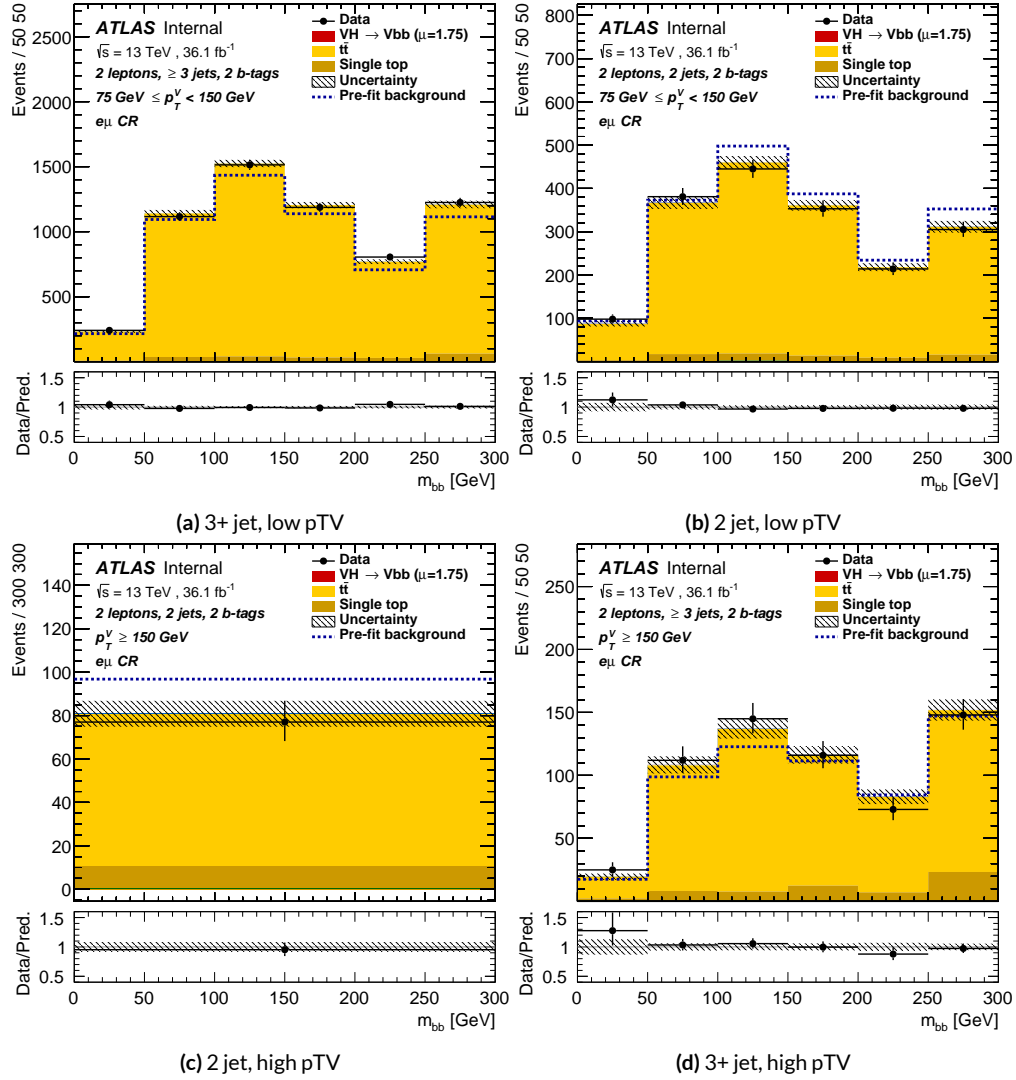 Events / 50 50
2500
2000
1500
1000
500
ATLAS Internal
√s = 13 TeV , 36.1 fb⁻¹
2 leptons, ≥ 3 jets, 2 b-tags
75 GeV ≤ p_T^V < 150 GeV
eμ CR
Data
VH → Vbb (μ=1.75)
tt̄
Single top
Uncertainty
Pre-fit background
Data/Pred.
1.5
1
0.5
0 50 100 150 200 250 300
m_bb [GeV]
(a) 3+ jet, low pTV
Events / 50 50
800
700
600
500
400
300
200
100
ATLAS Internal
√s = 13 TeV , 36.1 fb⁻¹
2 leptons, 2 jets, 2 b-tags
75 GeV ≤ p_T^V < 150 GeV
eμ CR
Data
VH → Vbb (μ=1.75)
tt̄
Single top
Uncertainty
Pre-fit background
Data/Pred.
1.5
1
0.5
0 50 100 150 200 250 300
m_bb [GeV]
(b) 2 jet, low pTV
Events / 300 300
140
120
100
80
60
40
20
0
ATLAS Internal
√s = 13 TeV , 36.1 fb⁻¹
2 leptons, 2 jets, 2 b-tags
p_T^V ≥ 150 GeV
eμ CR
Data
VH → Vbb (μ=1.75)
tt̄
Single top
Uncertainty
Pre-fit background
Data/Pred.
1.5
1
0.5
0 50 100 150 200 250 300
m_bb [GeV]
(c) 2 jet, high pTV
Events / 50 50
250
200
150
100
50
ATLAS Internal
√s = 13 TeV , 36.1 fb⁻¹
2 leptons, ≥ 3 jets, 2 b-tags
p_T^V ≥ 150 GeV
eμ CR
Data
VH → Vbb (μ=1.75)
tt̄
Single top
Uncertainty
Pre-fit background
Data/Pred.
1.5
1
0.5
0 50 100 150 200 250 300
m_bb [GeV]
(d) 3+ jet, high pTV